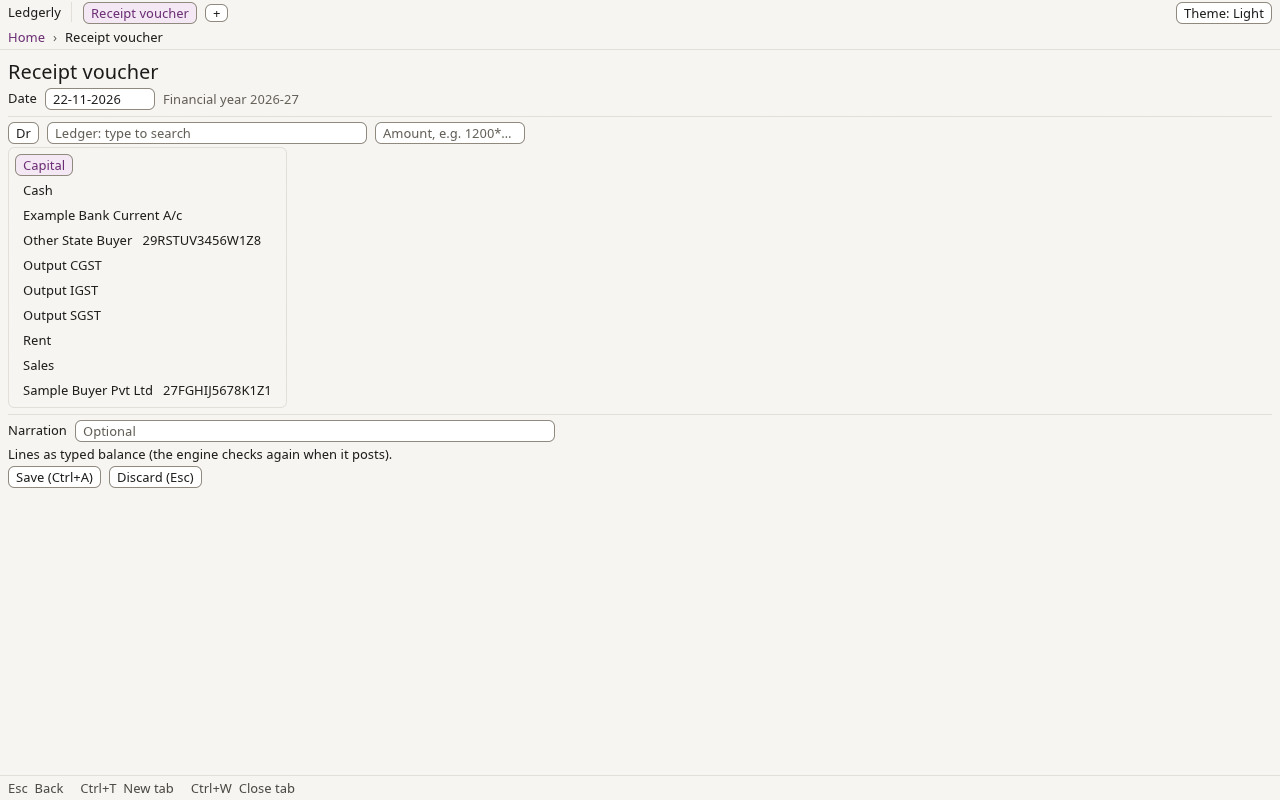 Ledgerly Receipt voucher + Theme: Light
Home › Receipt voucher
Receipt voucher
Date 22-11-2026 Financial year 2026-27
Dr Ledger: type to search Amount, e.g. 1200*...
Capital
Cash
Example Bank Current A/c
Other State Buyer 29RSTUV3456W1Z8
Output CGST
Output IGST
Output SGST
Rent
Sales
Sample Buyer Pvt Ltd 27FGHIJ5678K1Z1
Narration Optional
Lines as typed balance (the engine checks again when it posts).
Save (Ctrl+A) Discard (Esc)
Esc Back Ctrl+T New tab Ctrl+W Close tab